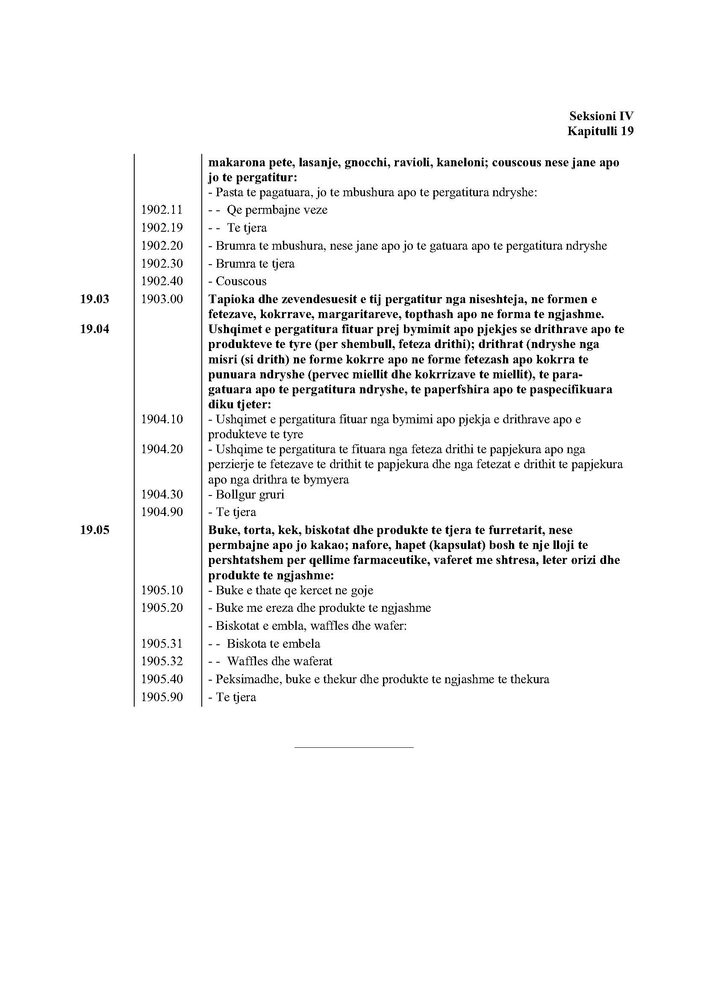 Seksioni IV
Kapitulli 19
makarona pete, lasanje, gnocchi, ravioli, kaneloni; couscous nese jane apo
jo te pergatitur:
- Pasta te pagatuara, jo te mbushura apo te pergatitura ndryshe:
1902.11 - - Qe permbajne veze
1902.19 - - Te tjera
1902.20 - Brumra te mbushura, nese jane apo jo te gatuara apo te pergatitura ndryshe
1902.30 - Brumra te tjera
1902.40 - Couscous
19.03 1903.00 Tapioka dhe zevendesuesit e tij pergatitur nga niseshteja, ne formen e
fetezave, kokrrave, margaritareve, topthash apo ne forma te ngjashme.
19.04 Ushqimet e pergatitura fituar prej bymimit apo pjekjes se drithrave apo te
produkteve te tyre (per shembull, feteza drithi); drithrat (ndryshe nga
misri (si drith) ne forme kokrre apo ne forme fetezash apo kokrra te
punuara ndryshe (pervec miellit dhe kokrrizave te miellit), te para-
gatuara apo te pergatitura ndryshe, te paperfshira apo te paspecifikuara
diku tjeter:
1904.10 - Ushqimet e pergatitura fituar nga bymimi apo pjekja e drithrave apo e
produkteve te tyre
1904.20 - Ushqime te pergatitura te fituara nga feteza drithi te papjekura apo nga
perzierje te fetezave te drithit te papjekura dhe nga fetezat e drithit te papjekura
apo nga drithra te bymyera
1904.30 - Bollgur gruri
1904.90 - Te tjera
19.05 Buke, torta, kek, biskotat dhe produkte te tjera te furretarit, nese
permbajne apo jo kakao; nafore, hapet (kapsulat) bosh te nje lloji te
pershtatshem per qellime farmaceutike, vaferet me shtresa, leter orizi dhe
produkte te ngjashme:
1905.10 - Buke e thate qe kercet ne goje
1905.20 - Buke me ereza dhe produkte te ngjashme
- Biskotat e embla, waffles dhe wafer:
1905.31 - - Biskota te embela
1905.32 - - Waffles dhe waferat
1905.40 - Peksimadhe, buke e thekur dhe produkte te ngjashme te thekura
1905.90 - Te tjera